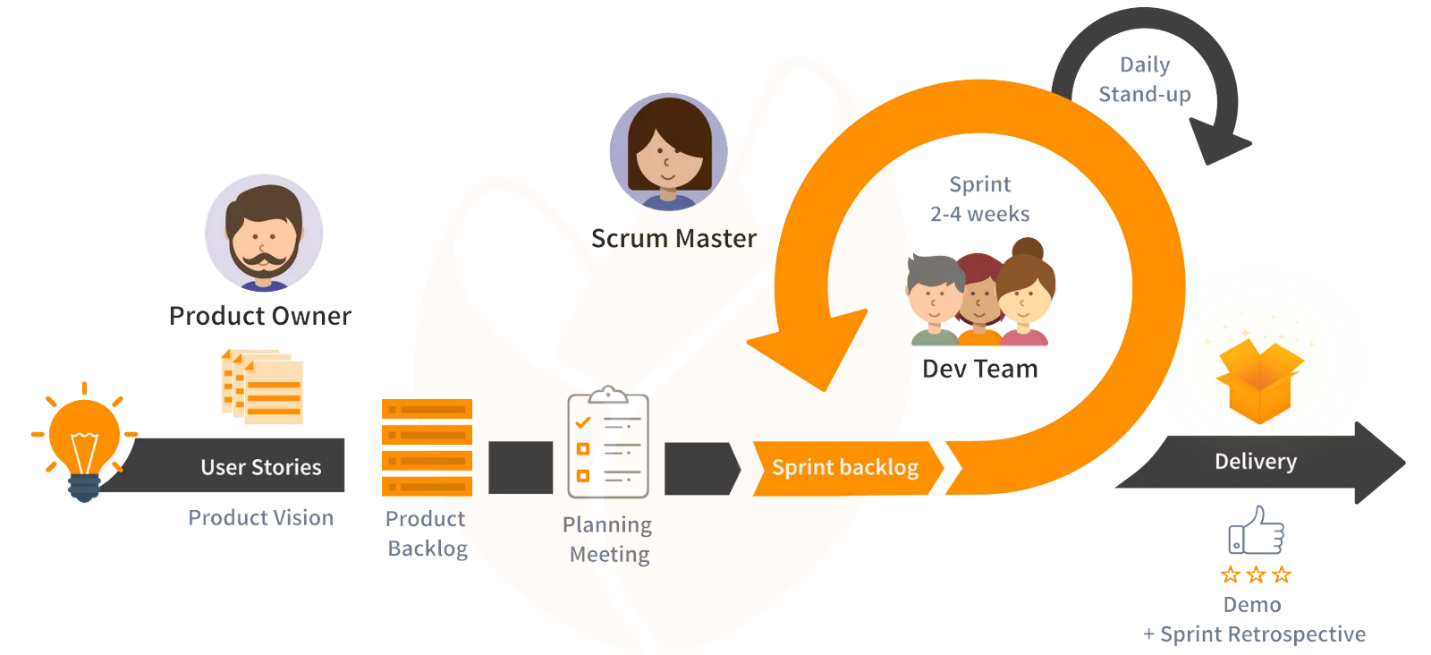 Daily
Stand-up
Sprint
2-4 weeks
Scrum Master
Product Owner
Dev Team
User Stories
Sprint backlog
Delivery
Product Vision
Product
Backlog
Planning
Meeting
Demo
+ Sprint Retrospective